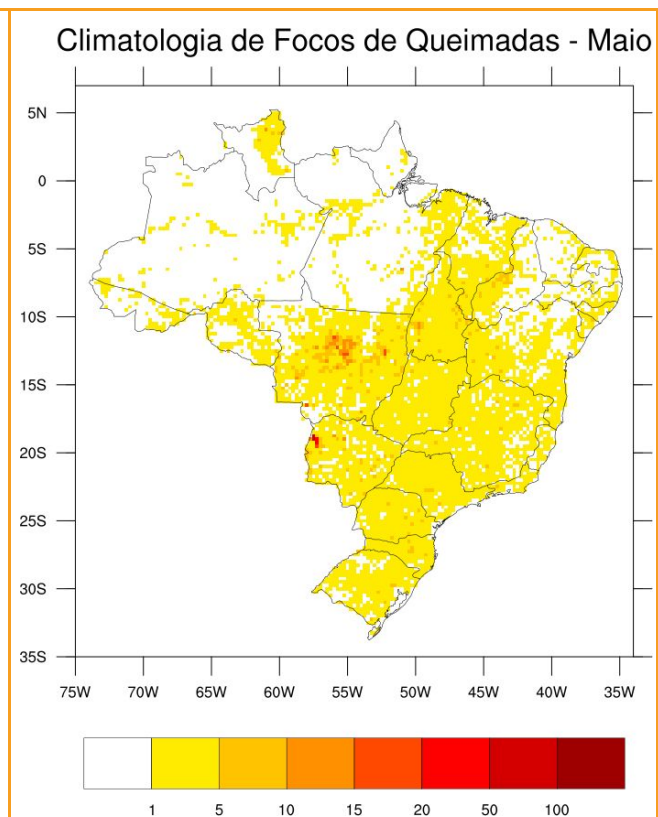 Climatologia de Focos de Queimadas - Maio
5N
0
5S
10S
15S
20S
25S
30S
35S
75W 70W 65W 60W 55W 50W 45W 40W 35W
1 5 10 15 20 50 100